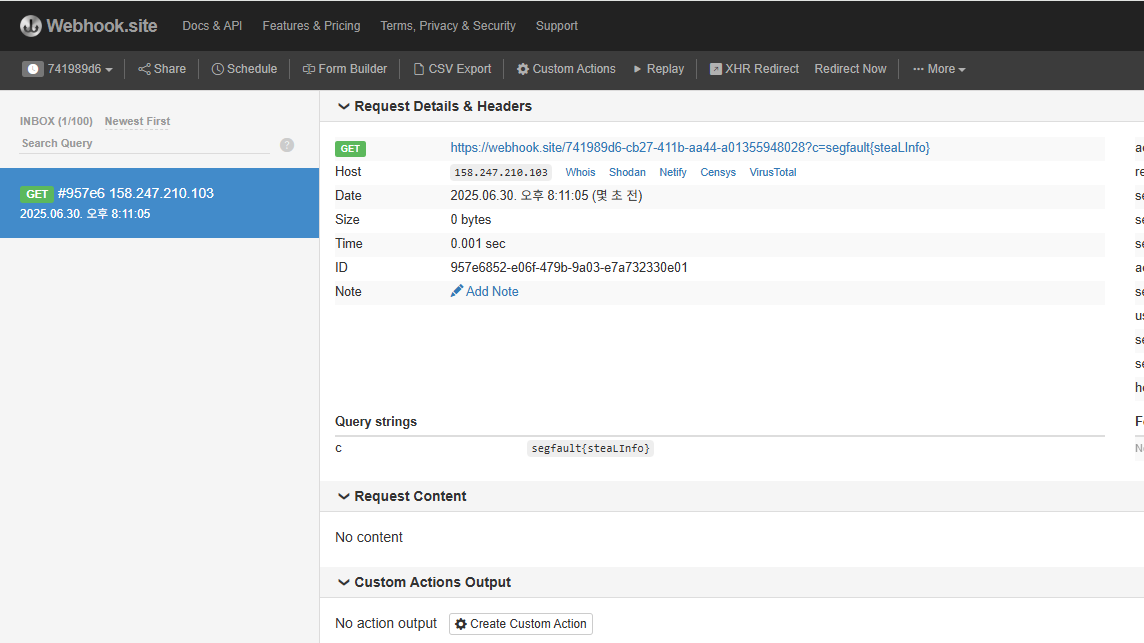 Webhook.site Docs & API Features & Pricing Terms, Privacy & Security Support
741989d6 Share Schedule Form Builder CSV Export Custom Actions Replay XHR Redirect Redirect Now ··· More
INBOX (1/100) Newest First
Search Query ?
GET #957e6 158.247.210.103
2025.06.30. 오후 8:11:05
Request Details & Headers
GET https://webhook.site/741989d6-cb27-411b-aa44-a01355948028?c=segfault{steaLInfo}
Host 158.247.210.103 Whois Shodan Netify Censys VirusTotal
Date 2025.06.30. 오후 8:11:05 (몇 초 전)
Size 0 bytes
Time 0.001 sec
ID 957e6852-e06f-479b-9a03-e7a732330e01
Note Add Note
Query strings
c segfault{steaLInfo}
Request Content
No content
Custom Actions Output
No action output Create Custom Action